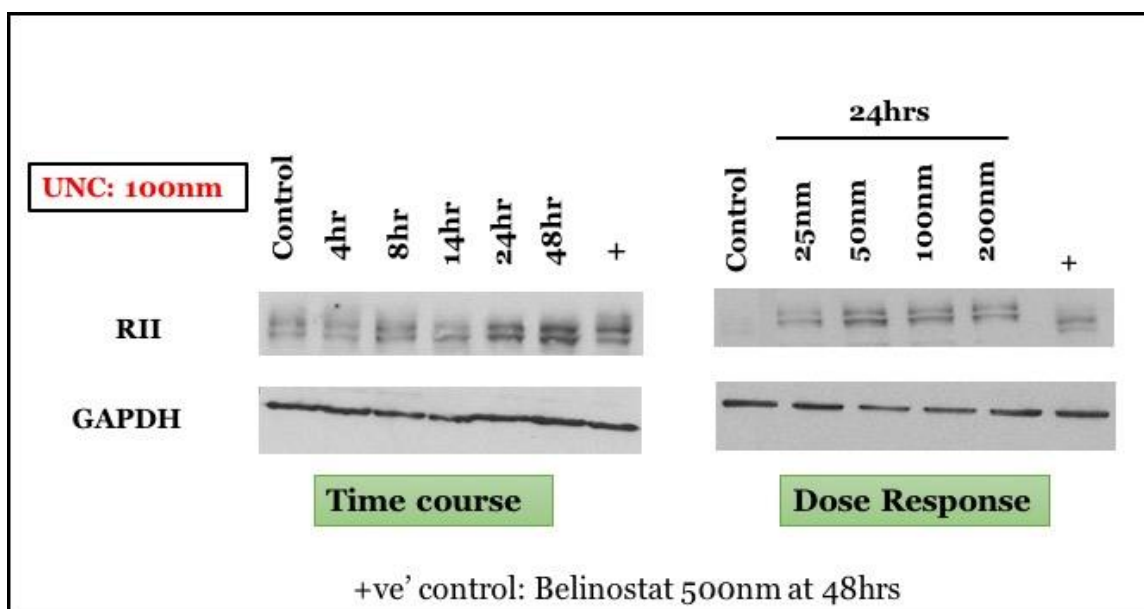 24hrs
UNC: 100nm
Control
4hr
8hr
14hr
24hr
48hr
+
Control
25nm
50nm
100nm
200nm
+
RII
GAPDH
Time course
Dose Response
+ve' control: Belinostat 500nm at 48hrs